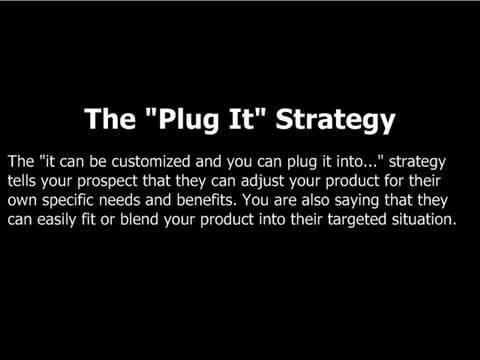 The "Plug It" Strategy
The "it can be customized and you can plug it into..." strategy
tells your prospect that they can adjust your product for their
own specific needs and benefits. You are also saying that they
can easily fit or blend your product into their targeted situation.